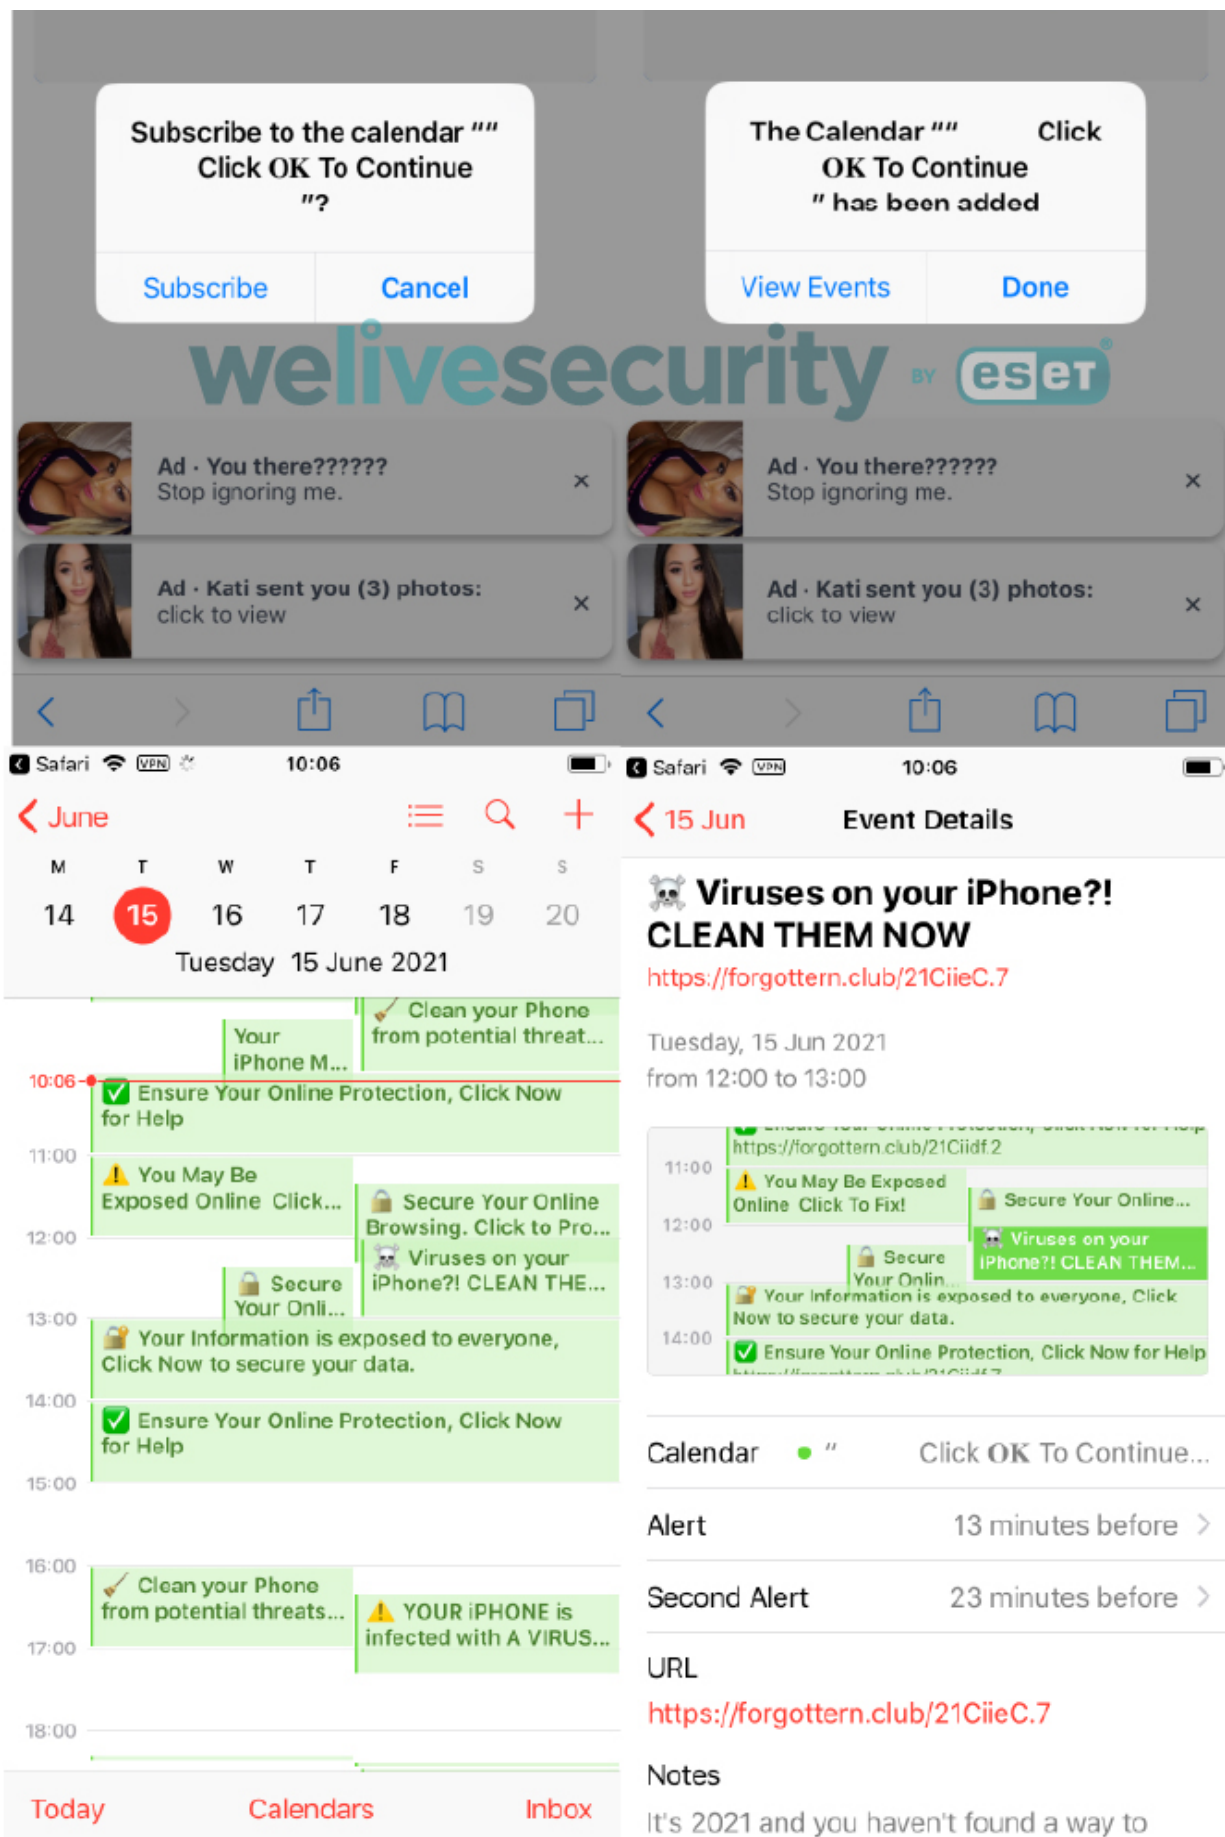 Subscribe to the calendar ““
Click OK To Continue
”?
Subscribe
Cancel
The Calendar ““ Click
OK To Continue
” has been added
View Events
Done
welivesecurity BY eset®
Ad · You there??????
Stop ignoring me.
×
Ad · Kati sent you (3) photos:
click to view
×
Ad · You there??????
Stop ignoring me.
×
Ad · Kati sent you (3) photos:
click to view
×
Safari VPN 10:06
June
M T W T F S S
14 15 16 17 18 19 20
Tuesday 15 June 2021
🧹 Clean your Phone
from potential threat...
Your
iPhone M...
10:06
✅ Ensure Your Online Protection, Click Now
for Help
11:00
⚠️ You May Be
Exposed Online Click...
🔒 Secure Your Online
Browsing. Click to Pro...
12:00
☠️ Viruses on your
iPhone?! CLEAN THE...
🔒 Secure
Your Onli...
13:00
🔐 Your Information is exposed to everyone,
Click Now to secure your data.
14:00
✅ Ensure Your Online Protection, Click Now
for Help
15:00
16:00
🧹 Clean your Phone
from potential threats...
⚠️ YOUR iPHONE is
infected with A VIRUS...
17:00
18:00
Today
Calendars
Inbox
Safari VPN 10:06
15 Jun
Event Details
☠️ Viruses on your iPhone?!
CLEAN THEM NOW
https://forgottern.club/21CiieC.7
Tuesday, 15 Jun 2021
from 12:00 to 13:00
✅ Ensure Your Online Protection, Click Now for Help
https://forgottern.club/21Ciidf.2
11:00
⚠️ You May Be Exposed
Online Click To Fix!
🔒 Secure Your Online...
12:00
☠️ Viruses on your
iPhone?! CLEAN THEM...
🔒 Secure
Your Onlin...
13:00
🔐 Your Information is exposed to everyone, Click
Now to secure your data.
14:00
✅ Ensure Your Online Protection, Click Now for Help
Calendar “ Click OK To Continue...
Alert 13 minutes before
Second Alert 23 minutes before
URL
https://forgottern.club/21CiieC.7
Notes
It's 2021 and you haven't found a way to